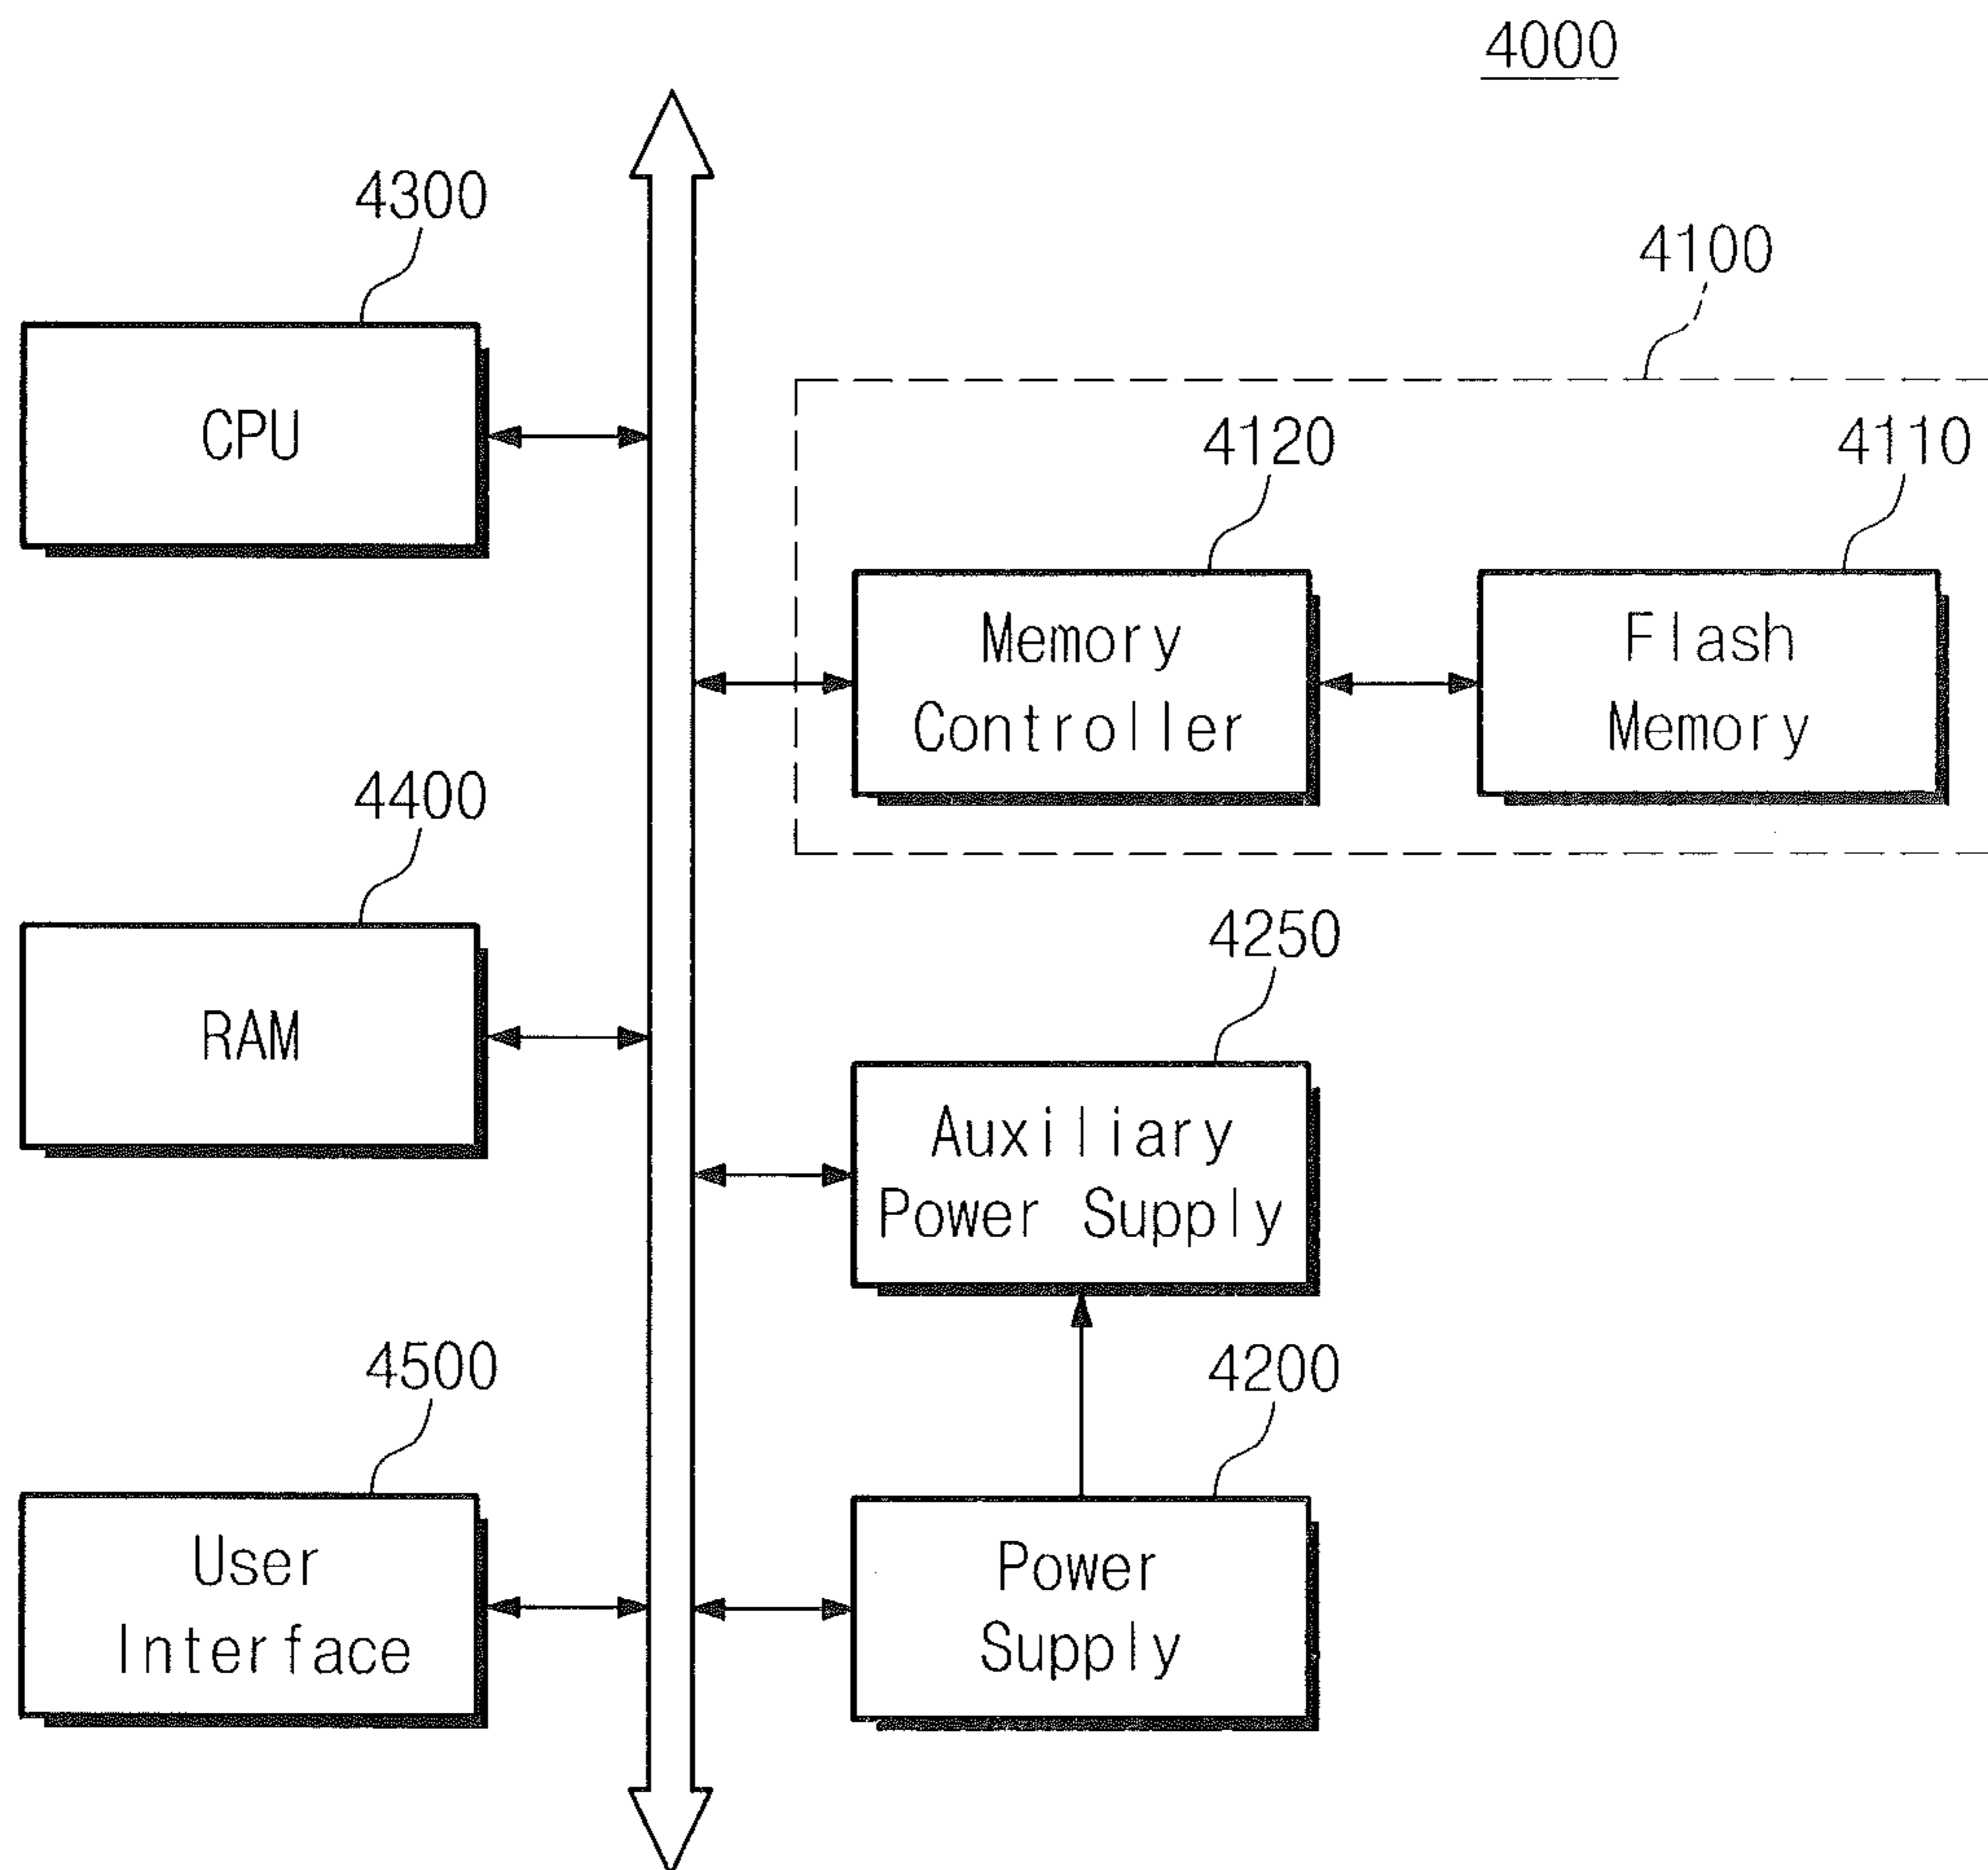 4000
4300
4100
CPU
4120
4110
Memory
Controller
Flash
Memory
4400
4250
RAM
Auxiliary
Power Supply
4500
4200
User
Interface
Power
Supply